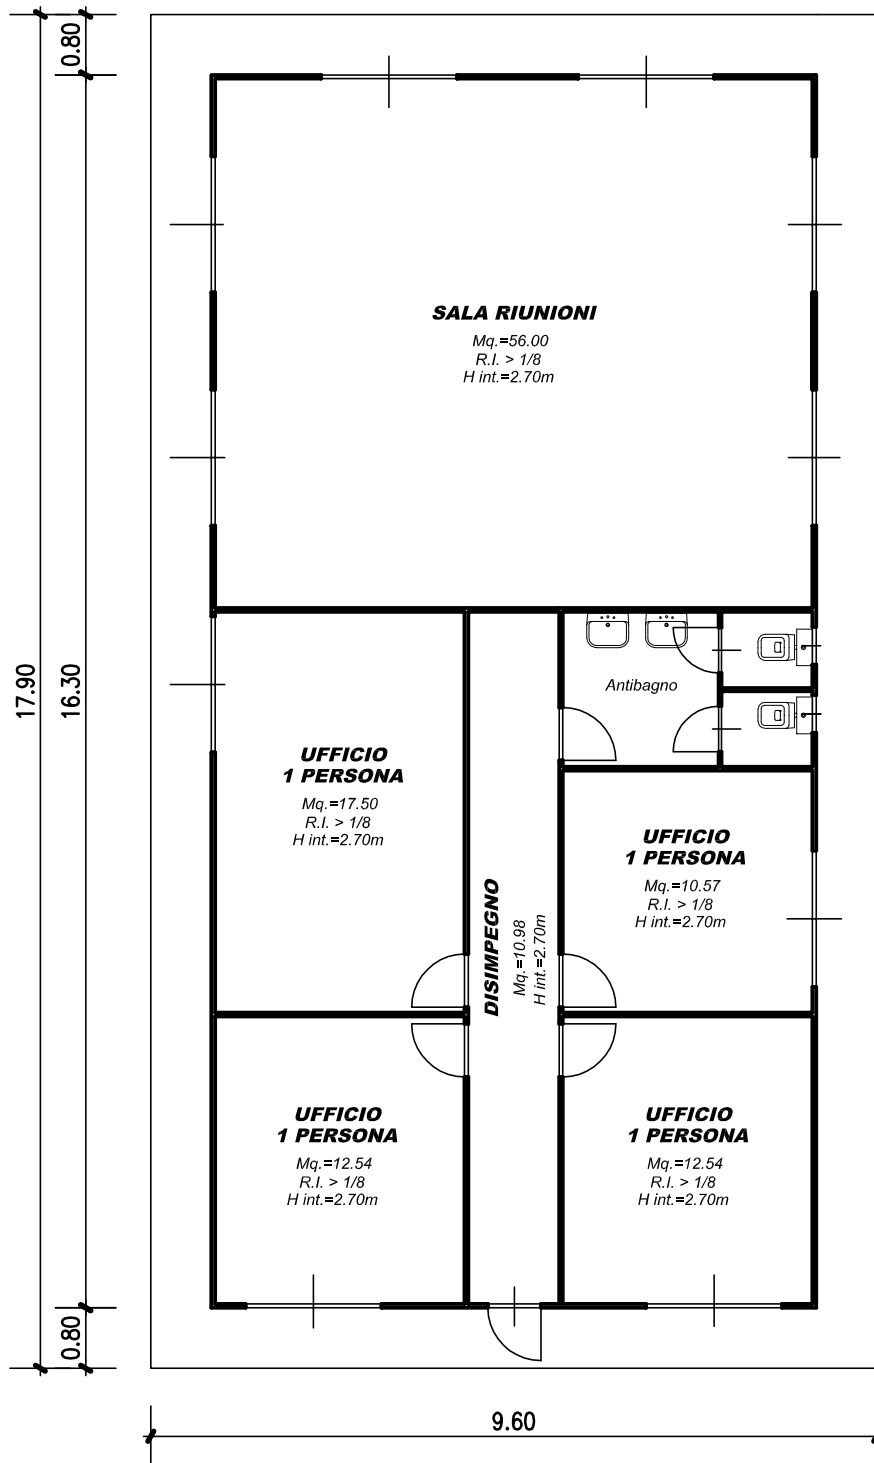 0.80
17.90
16.30
SALA RIUNIONI
Mq.=56.00
R.I. > 1/8
H int.=2.70m
Antibagno
UFFICIO
1 PERSONA
Mq.=17.50
R.I. > 1/8
H int.=2.70m
UFFICIO
1 PERSONA
Mq.=10.57
R.I. > 1/8
H int.=2.70m
DISIMPEGNO
Mq.=10.98
H int.=2.70m
UFFICIO
1 PERSONA
Mq.=12.54
R.I. > 1/8
H int.=2.70m
UFFICIO
1 PERSONA
Mq.=12.54
R.I. > 1/8
H int.=2.70m
0.80
9.60